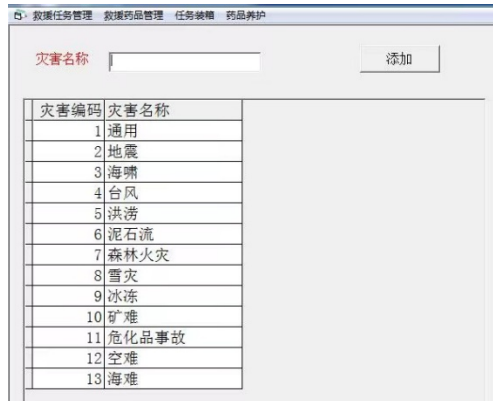 救援任务管理 救援药品管理 任务装箱 药品养护
灾害名称 添加
灾害编码 灾害名称
1 通用
2 地震
3 海啸
4 台风
5 洪涝
6 泥石流
7 森林火灾
8 雪灾
9 冰冻
10 矿难
11 危化品事故
12 空难
13 海难